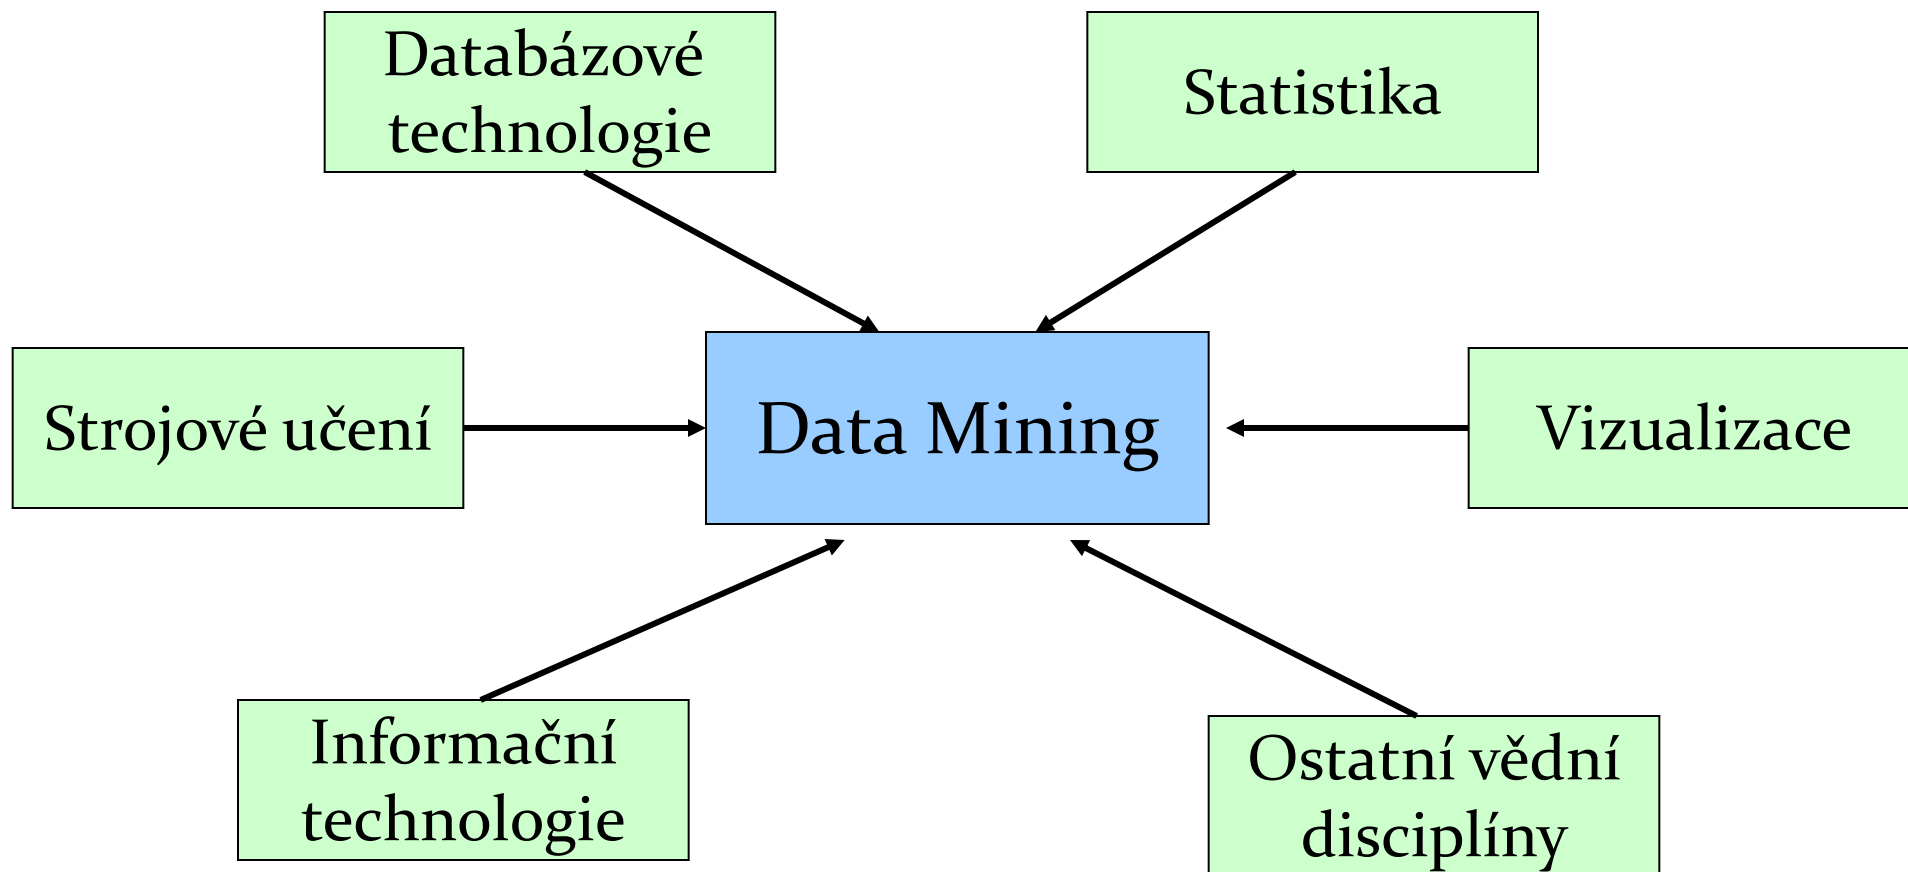 Databázové
technologie
Statistika
Strojové učení
Data Mining
Vizualizace
Informační
technologie
Ostatní vědní
disciplíny